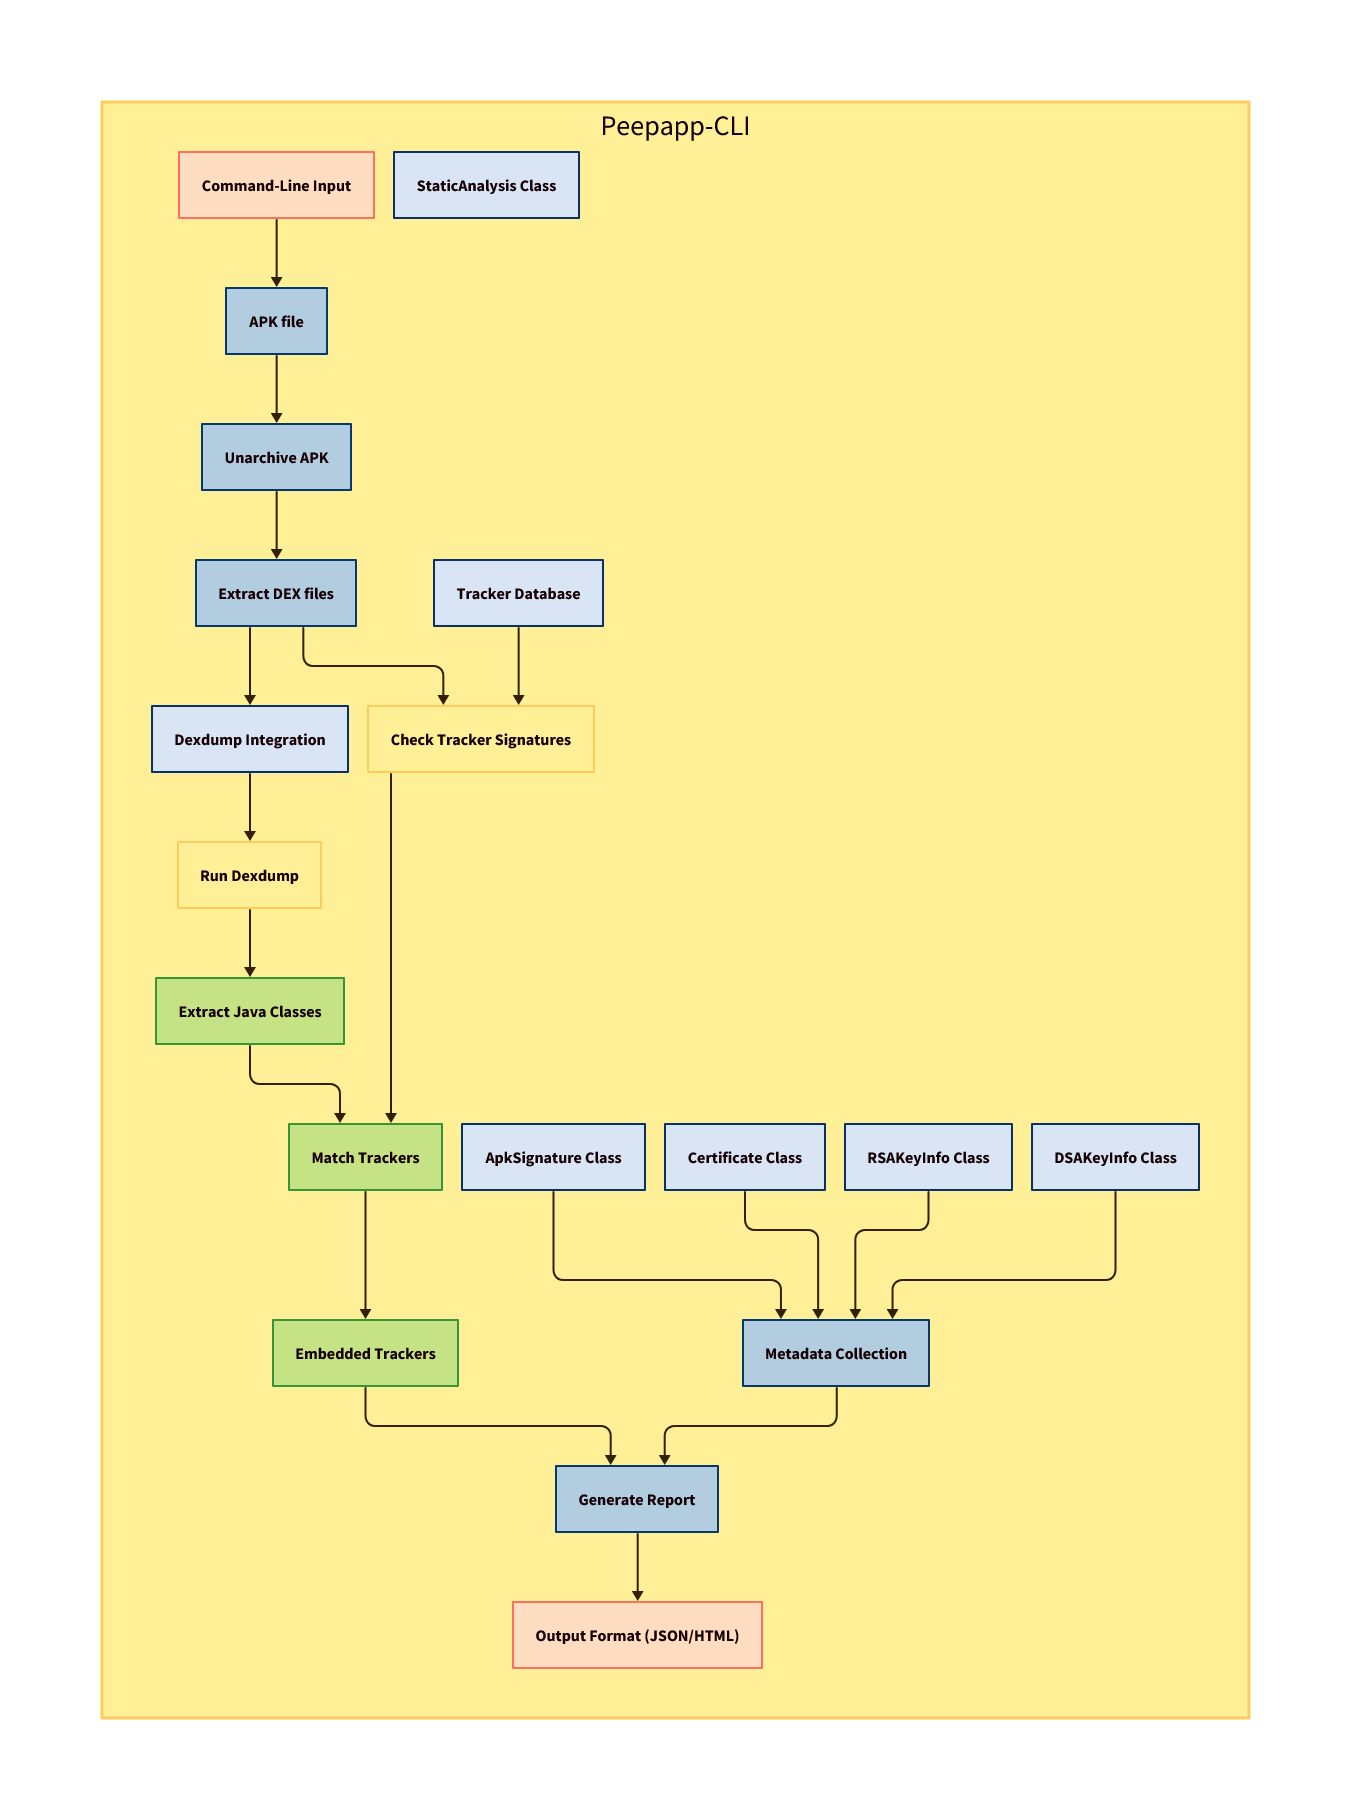 Peepapp-CLI
Command-Line Input
StaticAnalysis Class
APK file
Unarchive APK
Extract DEX files
Tracker Database
Dexdump Integration
Check Tracker Signatures
Run Dexdump
Extract Java Classes
Match Trackers
ApkSignature Class
Certificate Class
RSAKeyInfo Class
DSAKeyInfo Class
Embedded Trackers
Metadata Collection
Generate Report
Output Format (JSON/HTML)